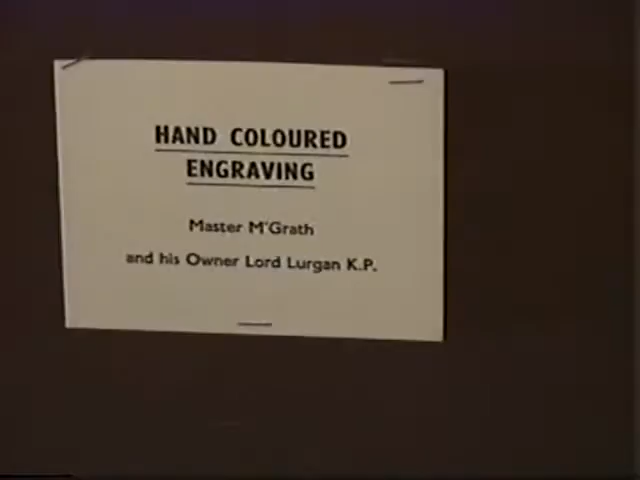 HAND COLOURED
ENGRAVING
Master M'Grath
and his Owner Lord Lurgan K.P.